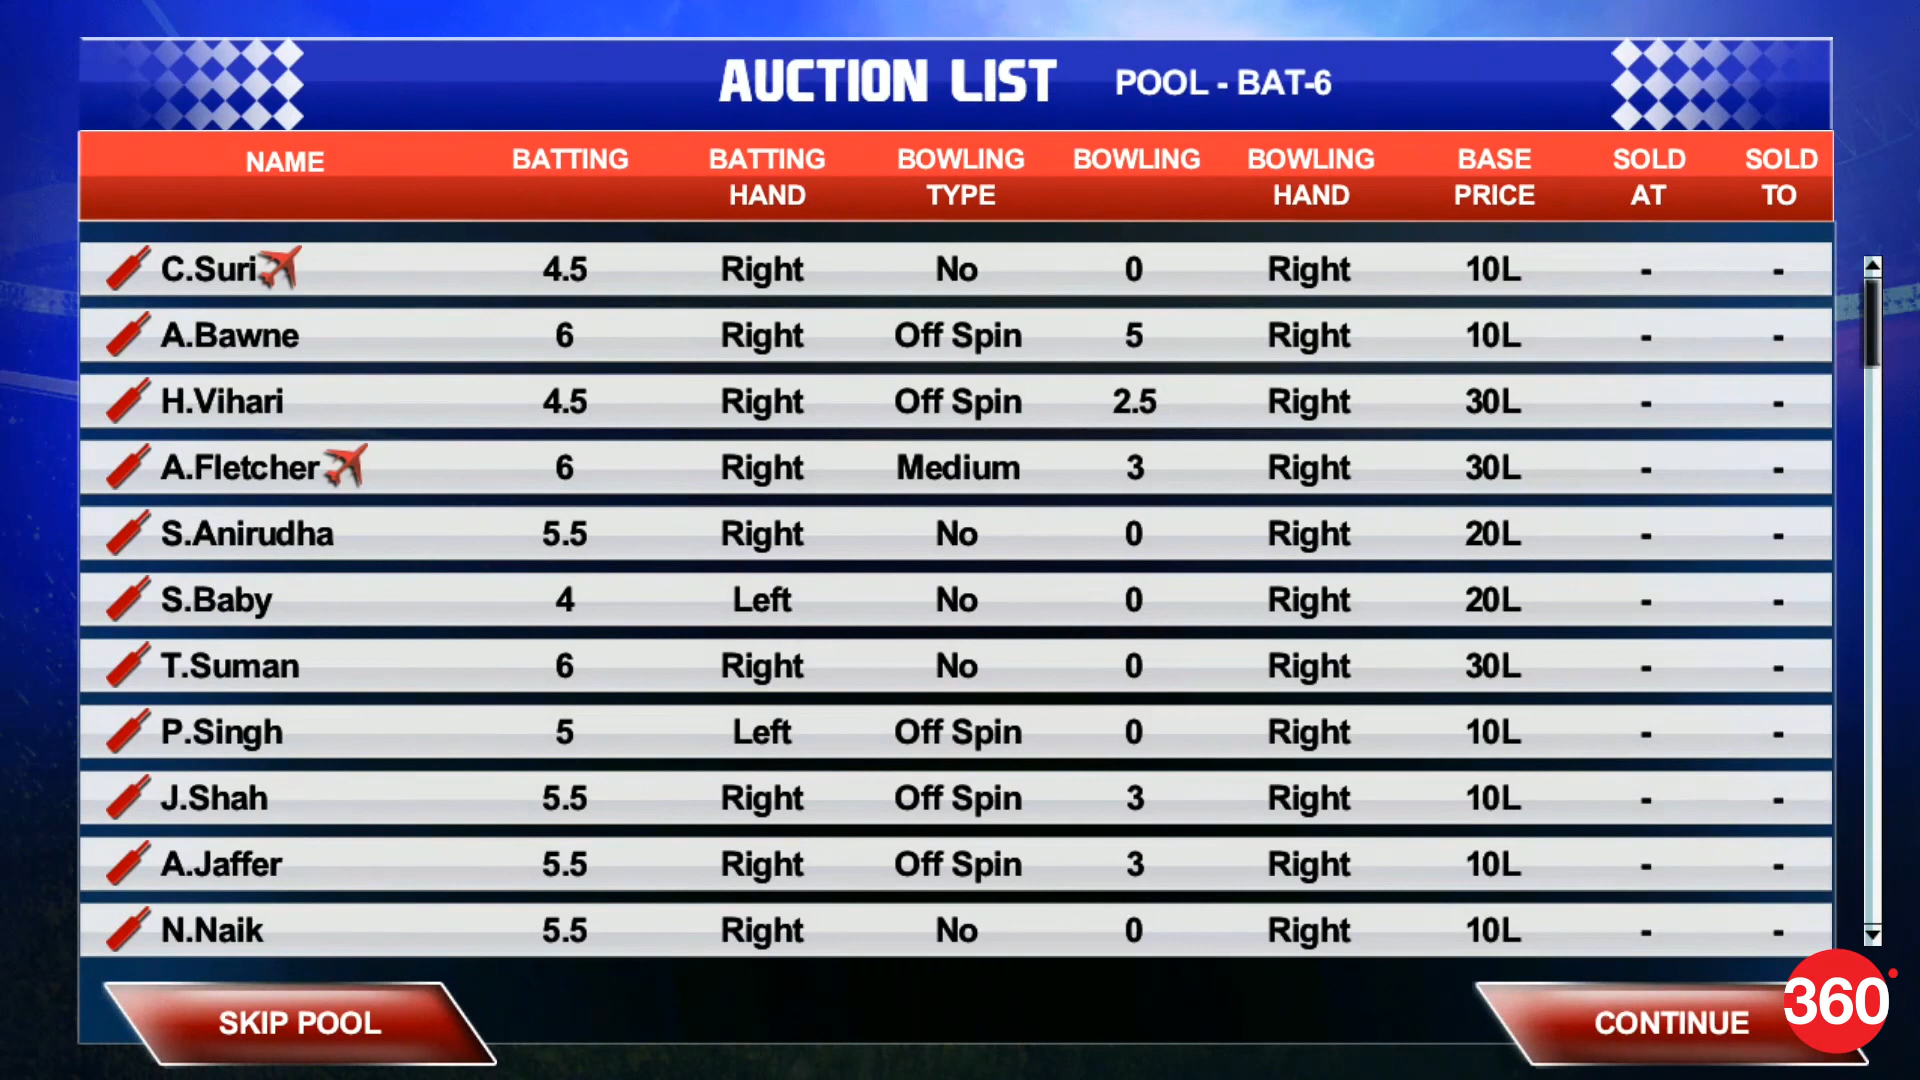 AUCTION LIST POOL - BAT-6
NAME BATTING BATTING HAND BOWLING TYPE BOWLING BOWLING HAND BASE PRICE SOLD AT SOLD TO
C.Suri 4.5 Right No 0 Right 10L - -
A.Bawne 6 Right Off Spin 5 Right 10L - -
H.Vihari 4.5 Right Off Spin 2.5 Right 30L - -
A.Fletcher 6 Right Medium 3 Right 30L - -
S.Anirudha 5.5 Right No 0 Right 20L - -
S.Baby 4 Left No 0 Right 20L - -
T.Suman 6 Right No 0 Right 30L - -
P.Singh 5 Left Off Spin 0 Right 10L - -
J.Shah 5.5 Right Off Spin 3 Right 10L - -
A.Jaffer 5.5 Right Off Spin 3 Right 10L - -
N.Naik 5.5 Right No 0 Right 10L - -
SKIP POOL CONTINUE 360